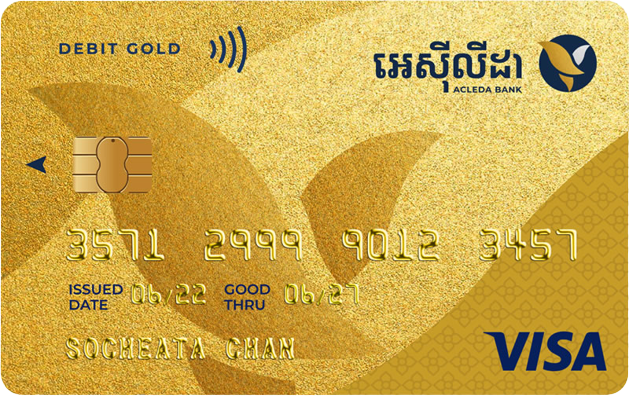 DEBIT GOLD
អេស៊ីលីដា
ACLEDA BANK
3571 2999 9012 3457
ISSUED DATE 06/22 GOOD THRU 06/27
SOCHEATA CHAN
VISA